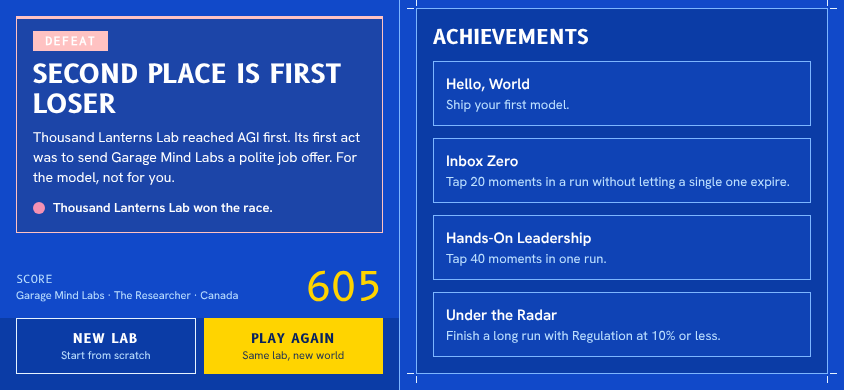 DEFEAT
SECOND PLACE IS FIRST
LOSER
Thousand Lanterns Lab reached AGI first. Its first act
was to send Garage Mind Labs a polite job offer. For
the model, not for you.
Thousand Lanterns Lab won the race.
SCORE
Garage Mind Labs · The Researcher · Canada
605
NEW LAB
Start from scratch
PLAY AGAIN
Same lab, new world
ACHIEVEMENTS
Hello, World
Ship your first model.
Inbox Zero
Tap 20 moments in a run without letting a single one expire.
Hands-On Leadership
Tap 40 moments in one run.
Under the Radar
Finish a long run with Regulation at 10% or less.